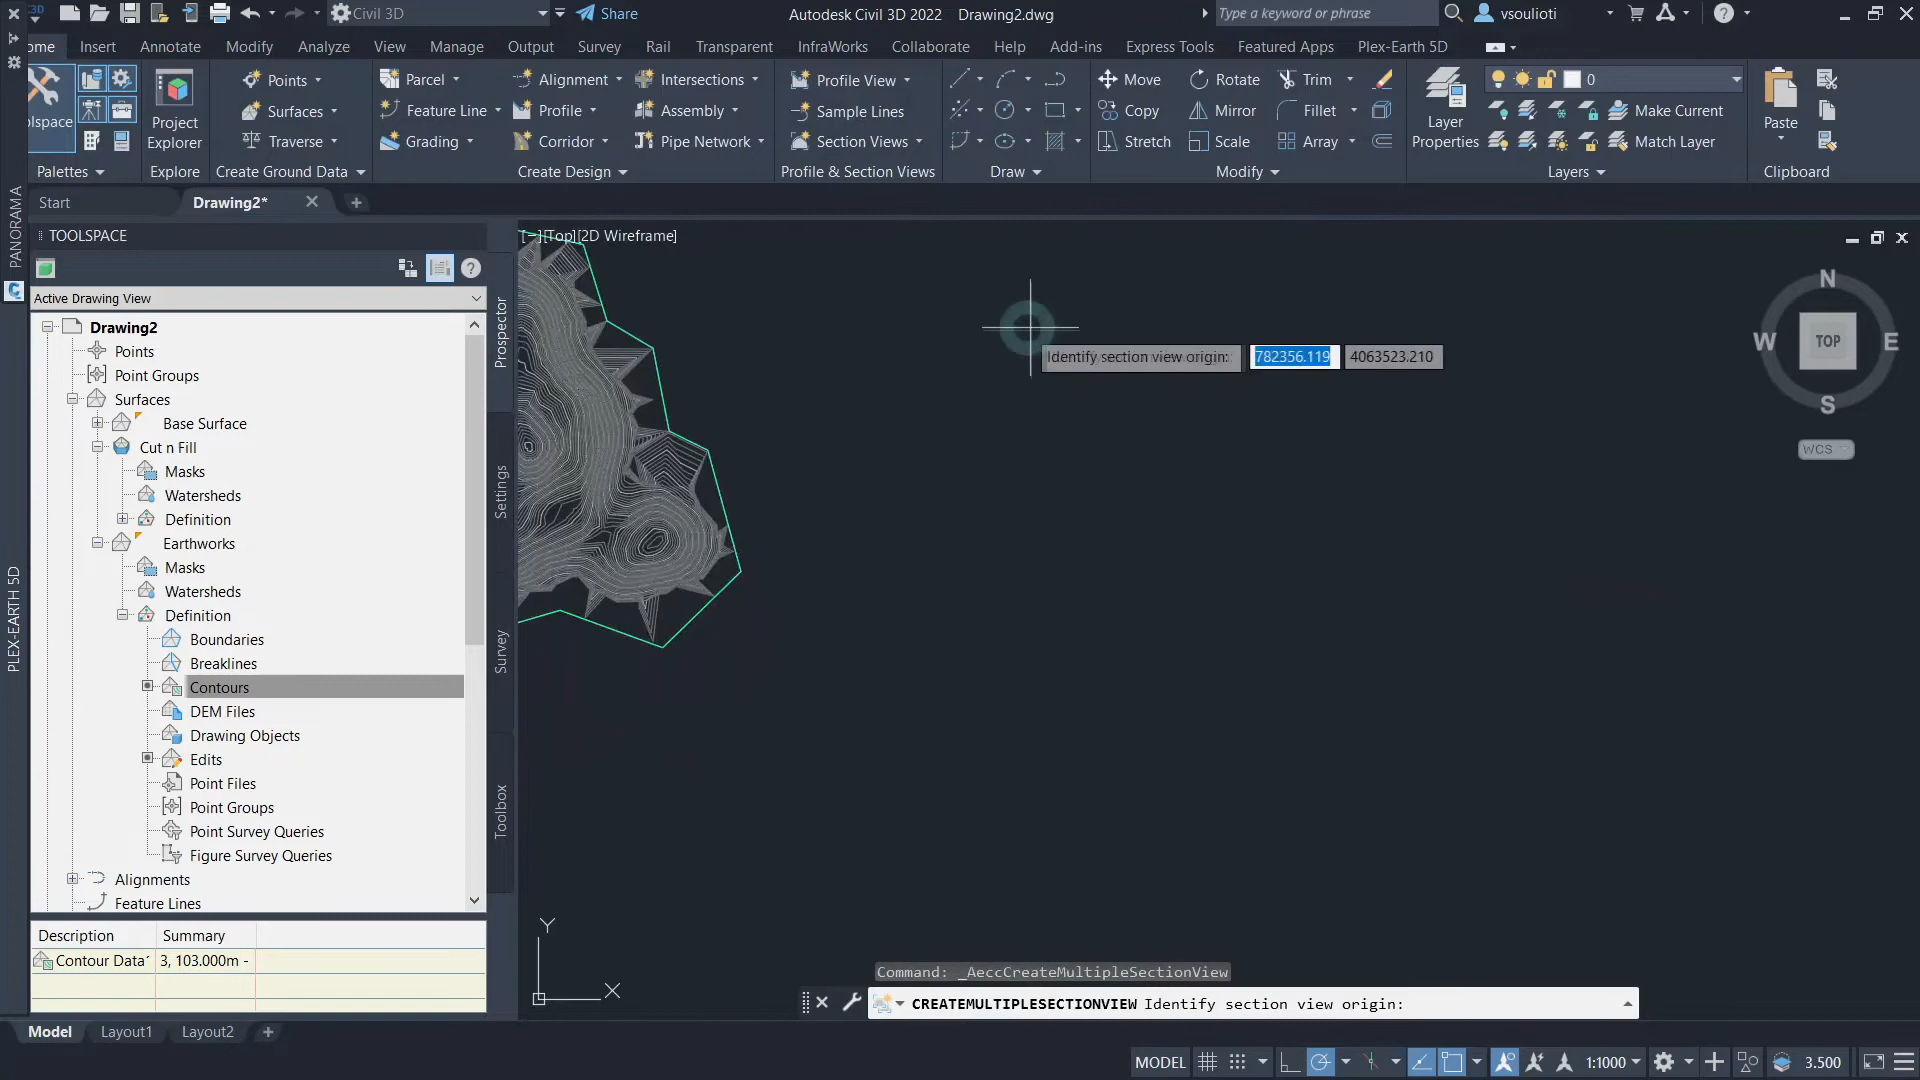 Civil 3D
Share
Autodesk Civil 3D 2022 Drawing2.dwg
Type a keyword or phrase
vsoulioti
ome Insert Annotate Modify Analyze View Manage Output Survey Rail Transparent InfraWorks Collaborate Help Add-ins Express Tools Featured Apps Plex-Earth 5D
olspace
Palettes
Project
Explorer
Explore
Points
Surfaces
Traverse
Create Ground Data
Parcel
Feature Line
Grading
Alignment
Profile
Corridor
Intersections
Assembly
Pipe Network
Create Design
Profile View
Sample Lines
Section Views
Profile & Section Views
Draw
Move
Copy
Stretch
Rotate
Mirror
Scale
Trim
Fillet
Array
Modify
Layer
Properties
0
Make Current
Match Layer
Layers
Paste
Clipboard
Start
Drawing2*
PANORAMA
PLEX-EARTH 5D
TOOLSPACE
Active Drawing View
Drawing2
Points
Point Groups
Surfaces
Base Surface
Cut n Fill
Masks
Watersheds
Definition
Earthworks
Masks
Watersheds
Definition
Boundaries
Breaklines
Contours
DEM Files
Drawing Objects
Edits
Point Files
Point Groups
Point Survey Queries
Figure Survey Queries
Alignments
Feature Lines
Prospector
Settings
Survey
Toolbox
Description Summary
Contour Data 3, 103.000m -
[−][Top][2D Wireframe]
Identify section view origin: 782356.119 4063523.210
N
W TOP E
S
WCS
Y
X
Command: _AeccCreateMultipleSectionView
CREATEMULTIPLESECTIONVIEW Identify section view origin:
Model Layout1 Layout2
MODEL
1:1000
3.500